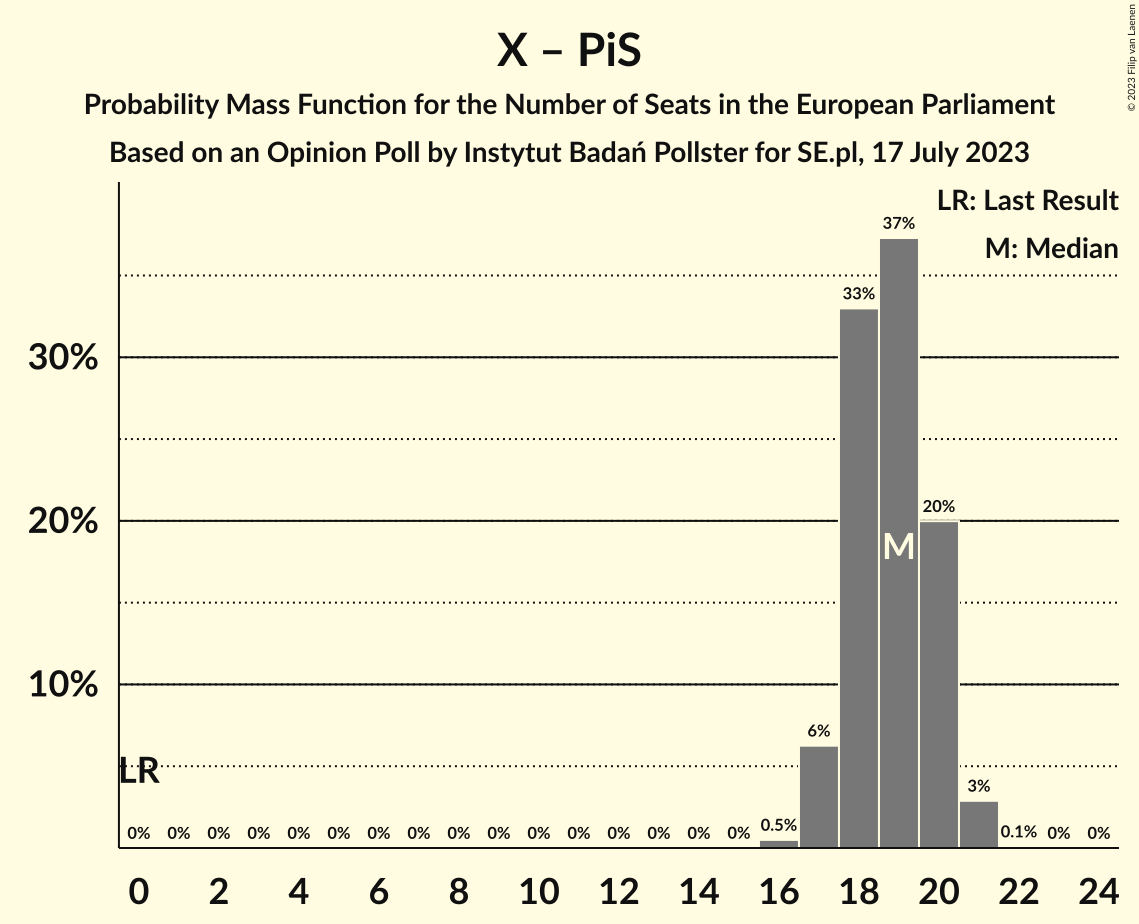 X – PiS
Probability Mass Function for the Number of Seats in the European Parliament
Based on an Opinion Poll by Instytut Badań Pollster for SE.pl, 17 July 2023
© 2023 Filip van Laenen
LR: Last Result
M: Median
37%
33%
30%
20%
20%
M
10%
6%
LR
3%
0% 0% 0% 0% 0% 0% 0% 0% 0% 0% 0% 0% 0% 0% 0% 0% 0.5% 0.1% 0% 0%
0 2 4 6 8 10 12 14 16 18 20 22 24